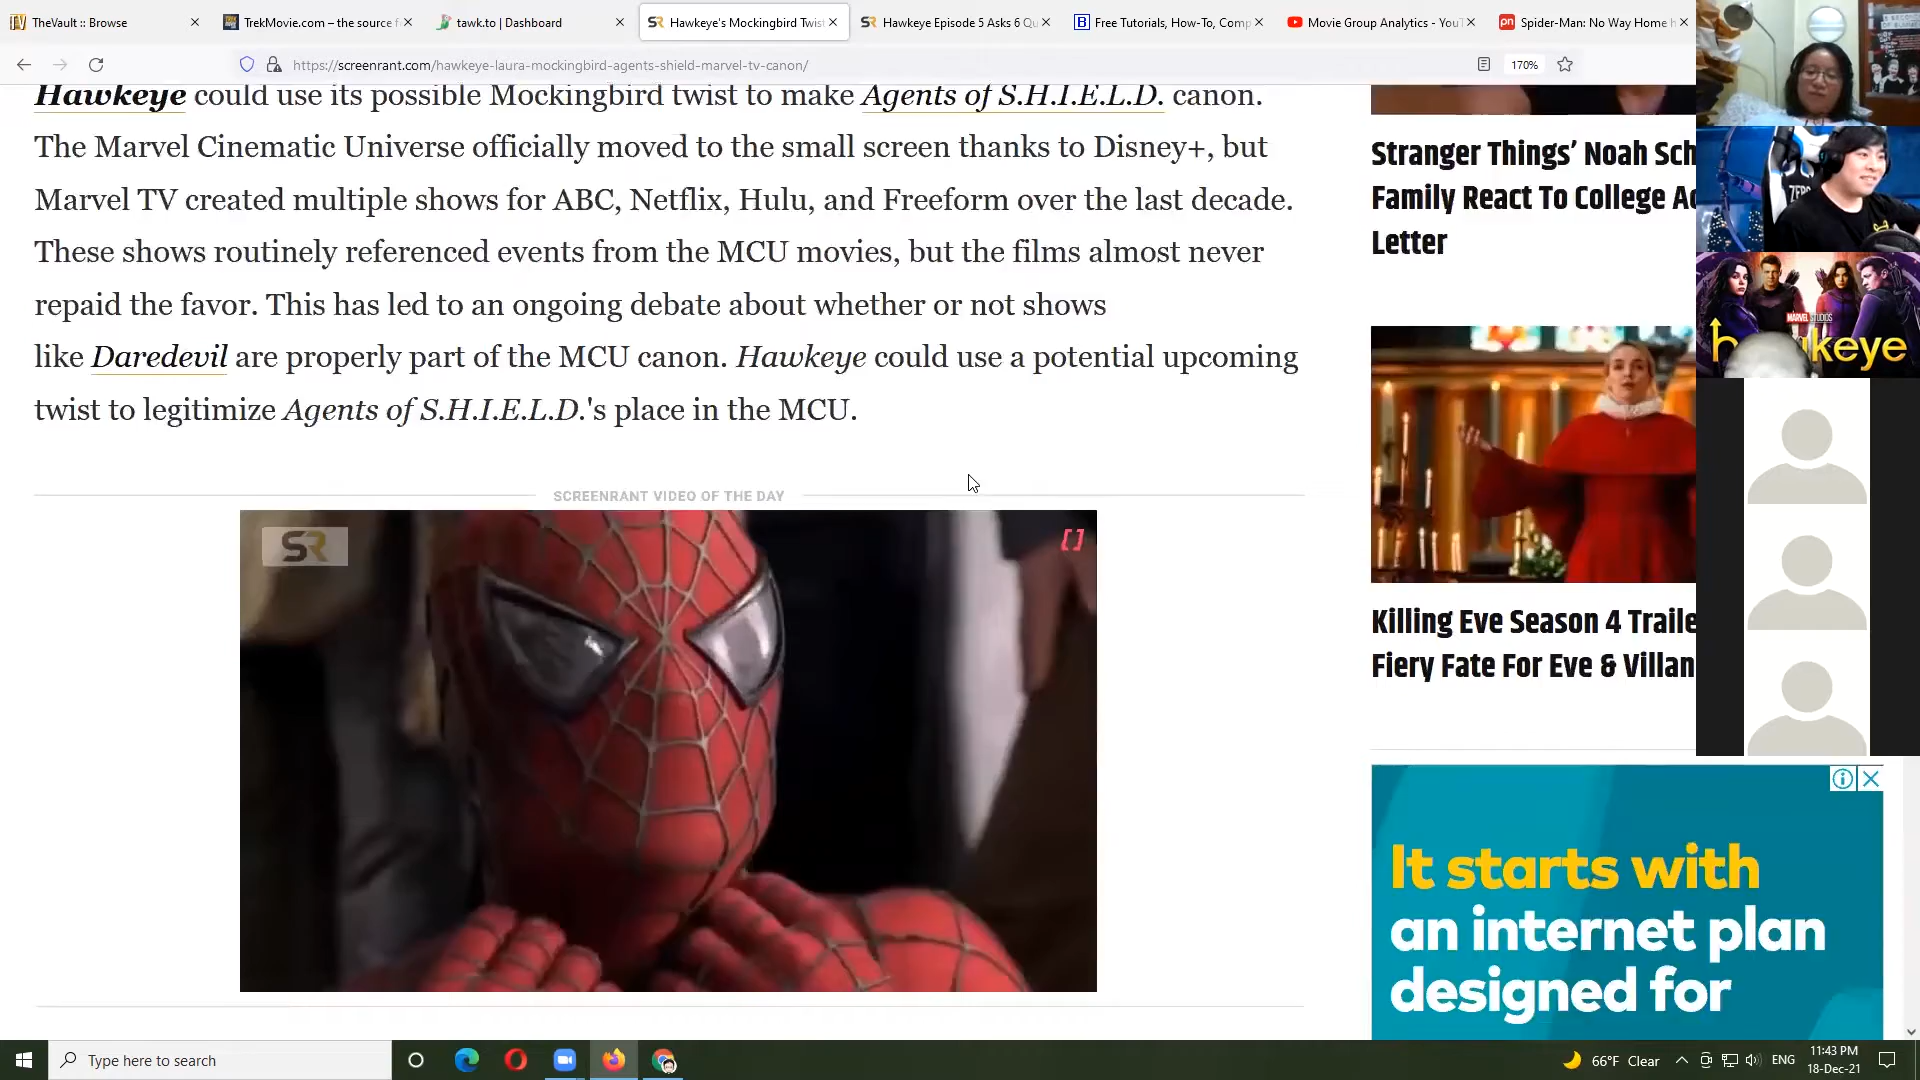 TheVault :: Browse
TrekMovie.com – the source f
tawk.to | Dashboard
Hawkeye's Mockingbird Twist
Hawkeye Episode 5 Asks 6 Qu
Free Tutorials, How-To, Comp
Movie Group Analytics - YouT
Spider-Man: No Way Home h
https://screenrant.com/hawkeye-laura-mockingbird-agents-shield-marvel-tv-canon/
170%
Hawkeye could use its possible Mockingbird twist to make Agents of S.H.I.E.L.D. canon.
The Marvel Cinematic Universe officially moved to the small screen thanks to Disney+, but
Marvel TV created multiple shows for ABC, Netflix, Hulu, and Freeform over the last decade.
These shows routinely referenced events from the MCU movies, but the films almost never
repaid the favor. This has led to an ongoing debate about whether or not shows
like Daredevil are properly part of the MCU canon. Hawkeye could use a potential upcoming
twist to legitimize Agents of S.H.I.E.L.D.'s place in the MCU.
SCREENRANT VIDEO OF THE DAY
SR
Stranger Things' Noah Sch
Family React To College Ac
Letter
Killing Eve Season 4 Traile
Fiery Fate For Eve & Villan
MARVEL STUDIOS
keye
It starts with
an internet plan
designed for
Type here to search
66°F Clear
ENG
11:43 PM
18-Dec-21